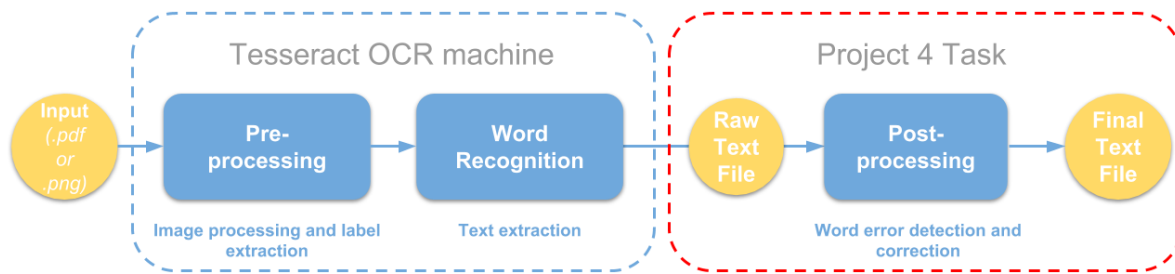 Tesseract OCR machine
Project 4 Task
Input
(.pdf
or
.png)
Pre-
processing
Word
Recognition
Raw
Text
File
Post-
processing
Final
Text
File
Image processing and label
extraction
Text extraction
Word error detection and
correction